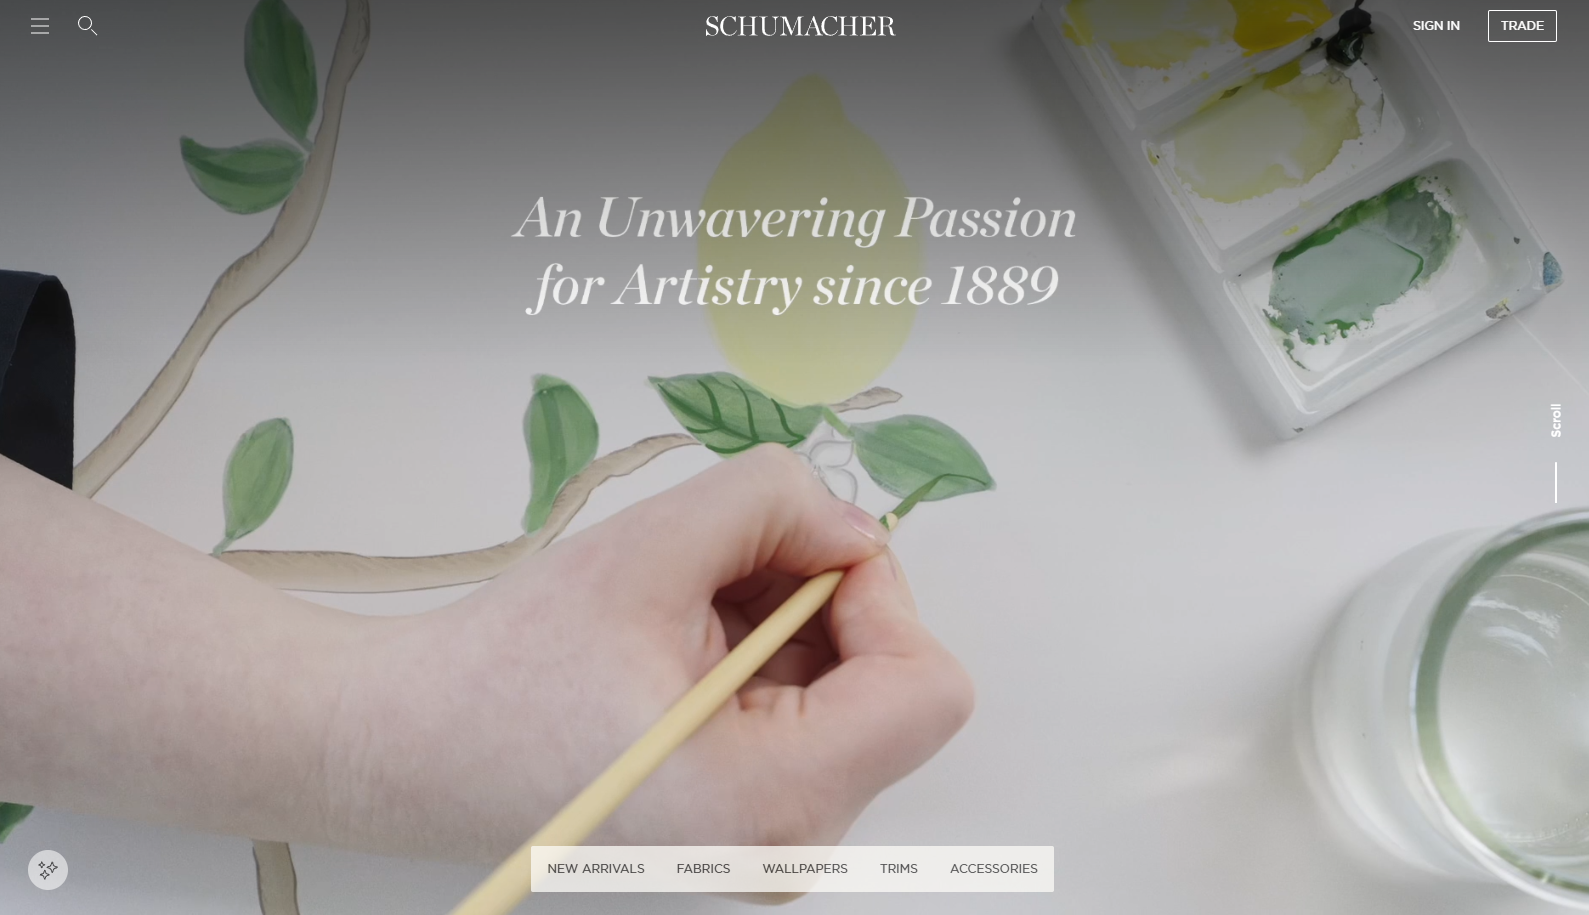 SCHUMACHER
SIGN IN
TRADE
An Unwavering Passion
for Artistry since 1889
Scroll
NEW ARRIVALS
FABRICS
WALLPAPERS
TRIMS
ACCESSORIES